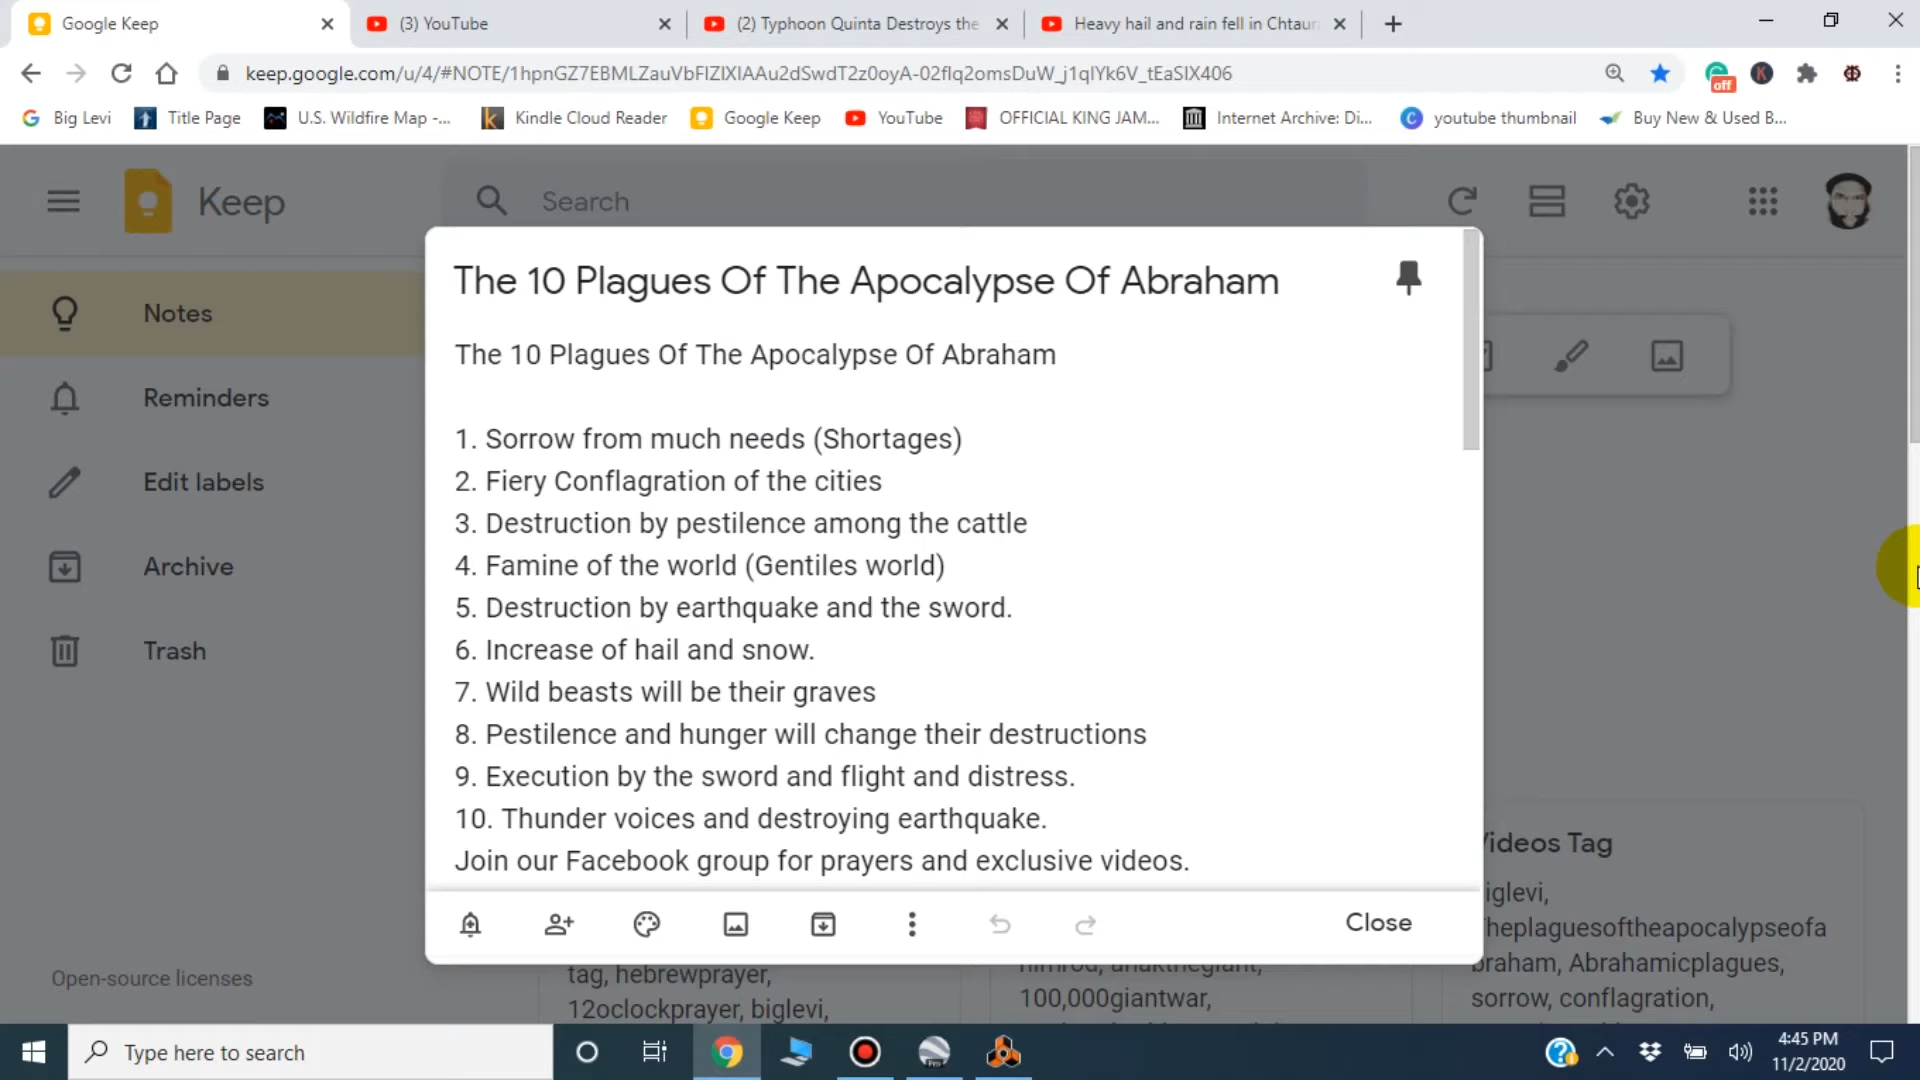 Google Keep
(3) YouTube
(2) Typhoon Quinta Destroys the
Heavy hail and rain fell in Chtaur
keep.google.com/u/4/#NOTE/1hpnGZ7EBMLZauVbFIZIXIAAu2dSwdT2z0oyA-02flq2omsDuW_j1qlYk6V_tEaSIX406
off
K
Big Levi
Title Page
U.S. Wildfire Map -...
Kindle Cloud Reader
Google Keep
YouTube
OFFICIAL KING JAM...
Internet Archive: Di...
youtube thumbnail
Buy New & Used B...
Keep
Search
The 10 Plagues Of The Apocalypse Of Abraham
Notes
The 10 Plagues Of The Apocalypse Of Abraham
Reminders
1. Sorrow from much needs (Shortages)
2. Fiery Conflagration of the cities
Edit labels
3. Destruction by pestilence among the cattle
4. Famine of the world (Gentiles world)
Archive
5. Destruction by earthquake and the sword.
6. Increase of hail and snow.
Trash
7. Wild beasts will be their graves
8. Pestilence and hunger will change their destructions
9. Execution by the sword and flight and distress.
10. Thunder voices and destroying earthquake.
Join our Facebook group for prayers and exclusive videos.
Close
Videos Tag
iglevi,
heplaguesoftheapocalypseofa
braham, Abrahamicplagues,
sorrow, conflagration,
tag, hebrewprayer,
12oclockprayer, biglevi,
nimrod, anakthegiant,
100,000giantwar,
Open-source licenses
Type here to search
4:45 PM
11/2/2020